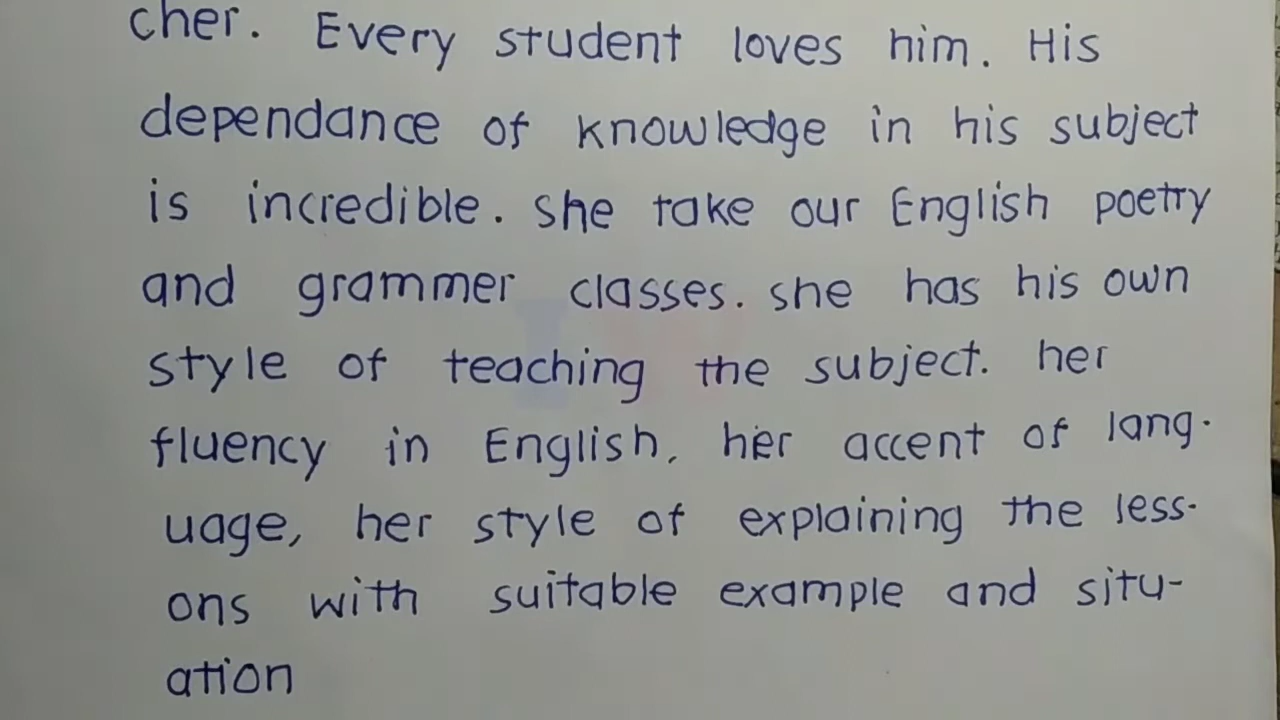 cher. Every student loves him. His
dependance of knowledge in his subject
is incredible. she take our English poetry
and grammer classes. she has his own
style of teaching the subject. her
fluency in English, her accent of lang-
uage, her style of explaining the less-
ons with suitable example and situ-
ation